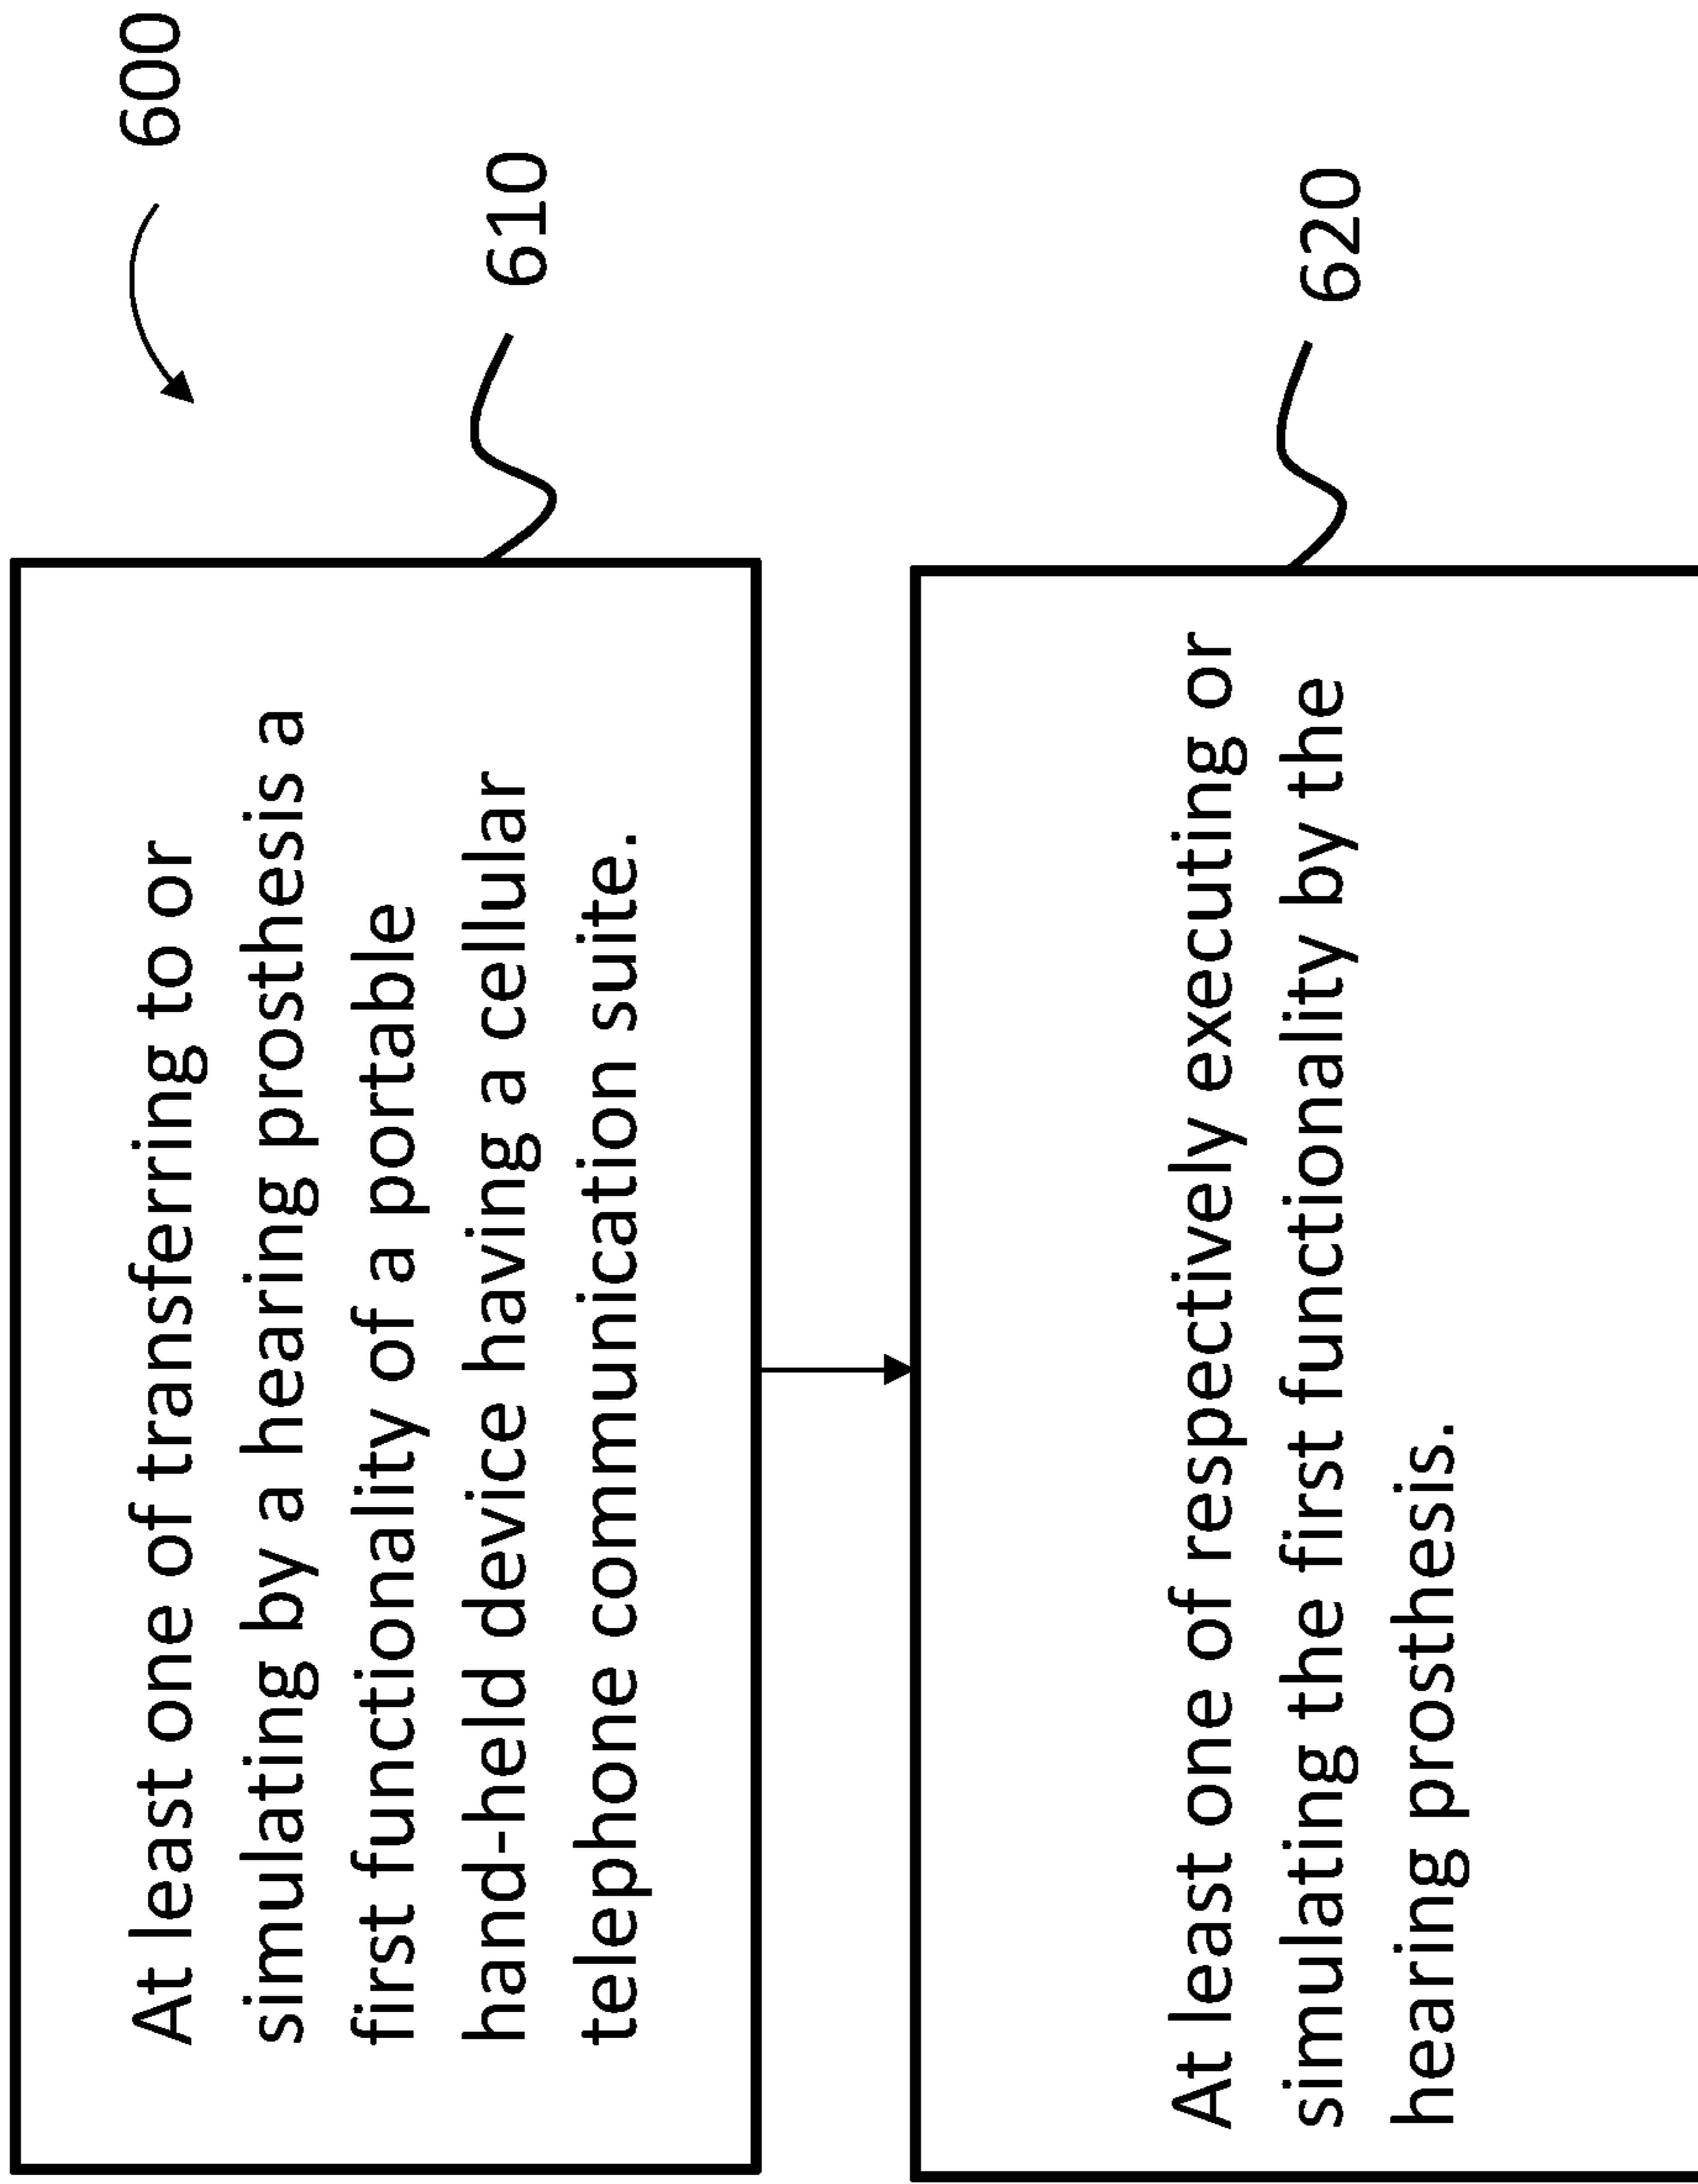 600
At least one of transferring to or
simulating by a hearing prosthesis a
first functionality of a portable
hand-held device having a cellular
telephone communication suite.
610
At least one of respectively executing or
simulating the first functionality by the
hearing prosthesis.
620